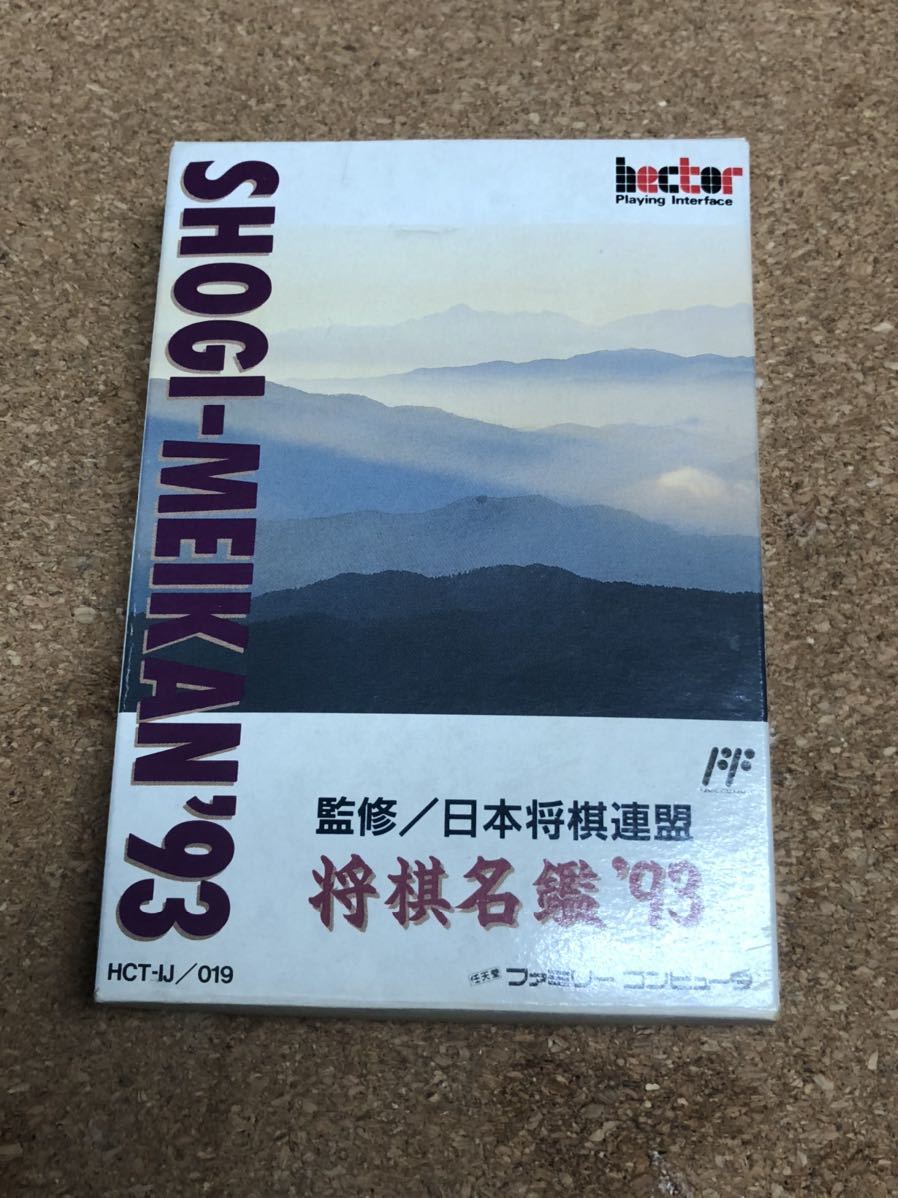 hector
Playing Interface
SHOGI-MEIKAN'93
監修/日本将棋連盟
将棋名鑑'93
HCT-IJ/019
任天堂 ファミリー コンピュータ